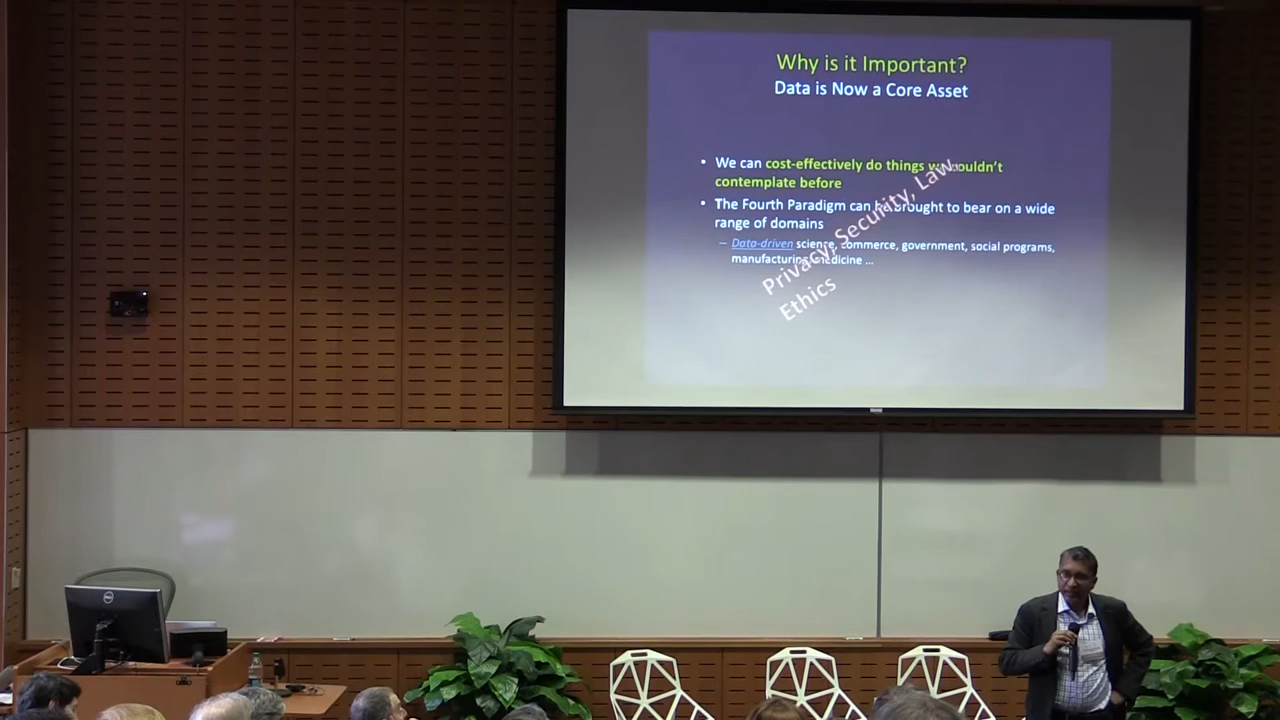 Why is it Important?
Data is Now a Core Asset
• We can cost-effectively do things we couldn't
contemplate before
• The Fourth Paradigm can be brought to bear on a wide
range of domains
– Data-driven science, commerce, government, social programs,
manufacturing, medicine ...
Privacy, Security, Law,
Ethics
DELL